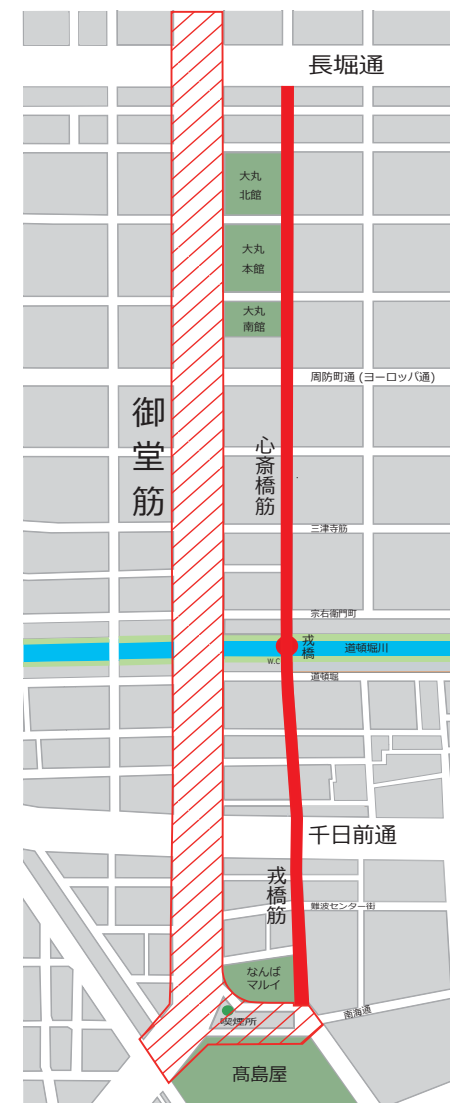 長堀通
大丸
北館
大丸
本館
大丸
南館
周防町通 (ヨーロッパ通)
御堂筋
心斎橋筋
三津寺筋
宗右衛門町
戎橋
道頓堀川
W.C
道頓堀
千日前通
戎橋筋
難波センター街
なんば
マルイ
南海通
喫煙所
髙島屋